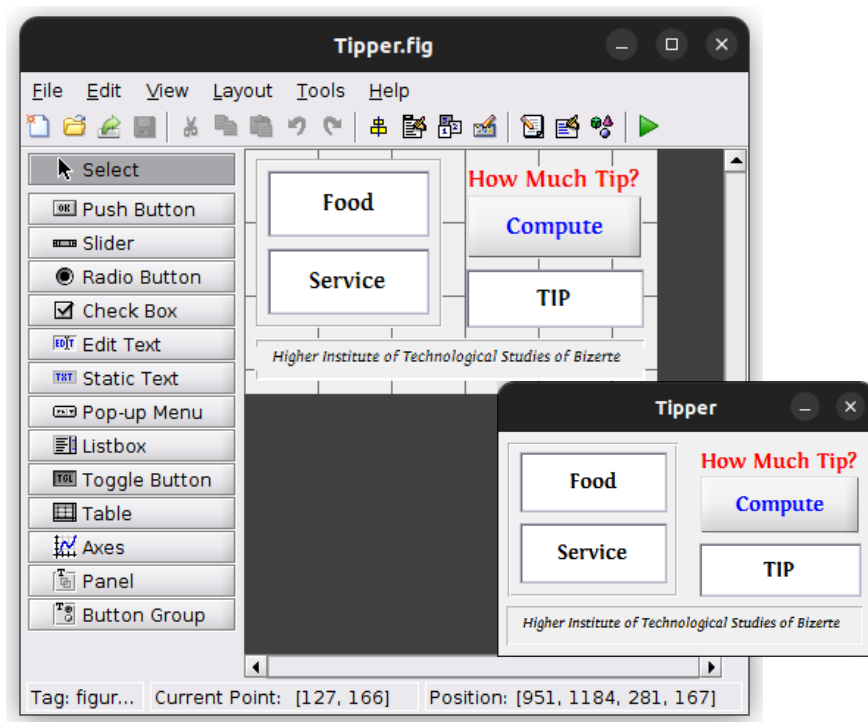 Tipper.fig
File Edit View Layout Tools Help
Select
Push Button
Slider
Radio Button
Check Box
Edit Text
Static Text
Pop-up Menu
Listbox
Toggle Button
Table
Axes
Panel
Button Group
Food
Service
How Much Tip?
Compute
TIP
Higher Institute of Technological Studies of Bizerte
Tipper
Food
Service
How Much Tip?
Compute
TIP
Higher Institute of Technological Studies of Bizerte
Tag: figur... Current Point: [127, 166] Position: [951, 1184, 281, 167]